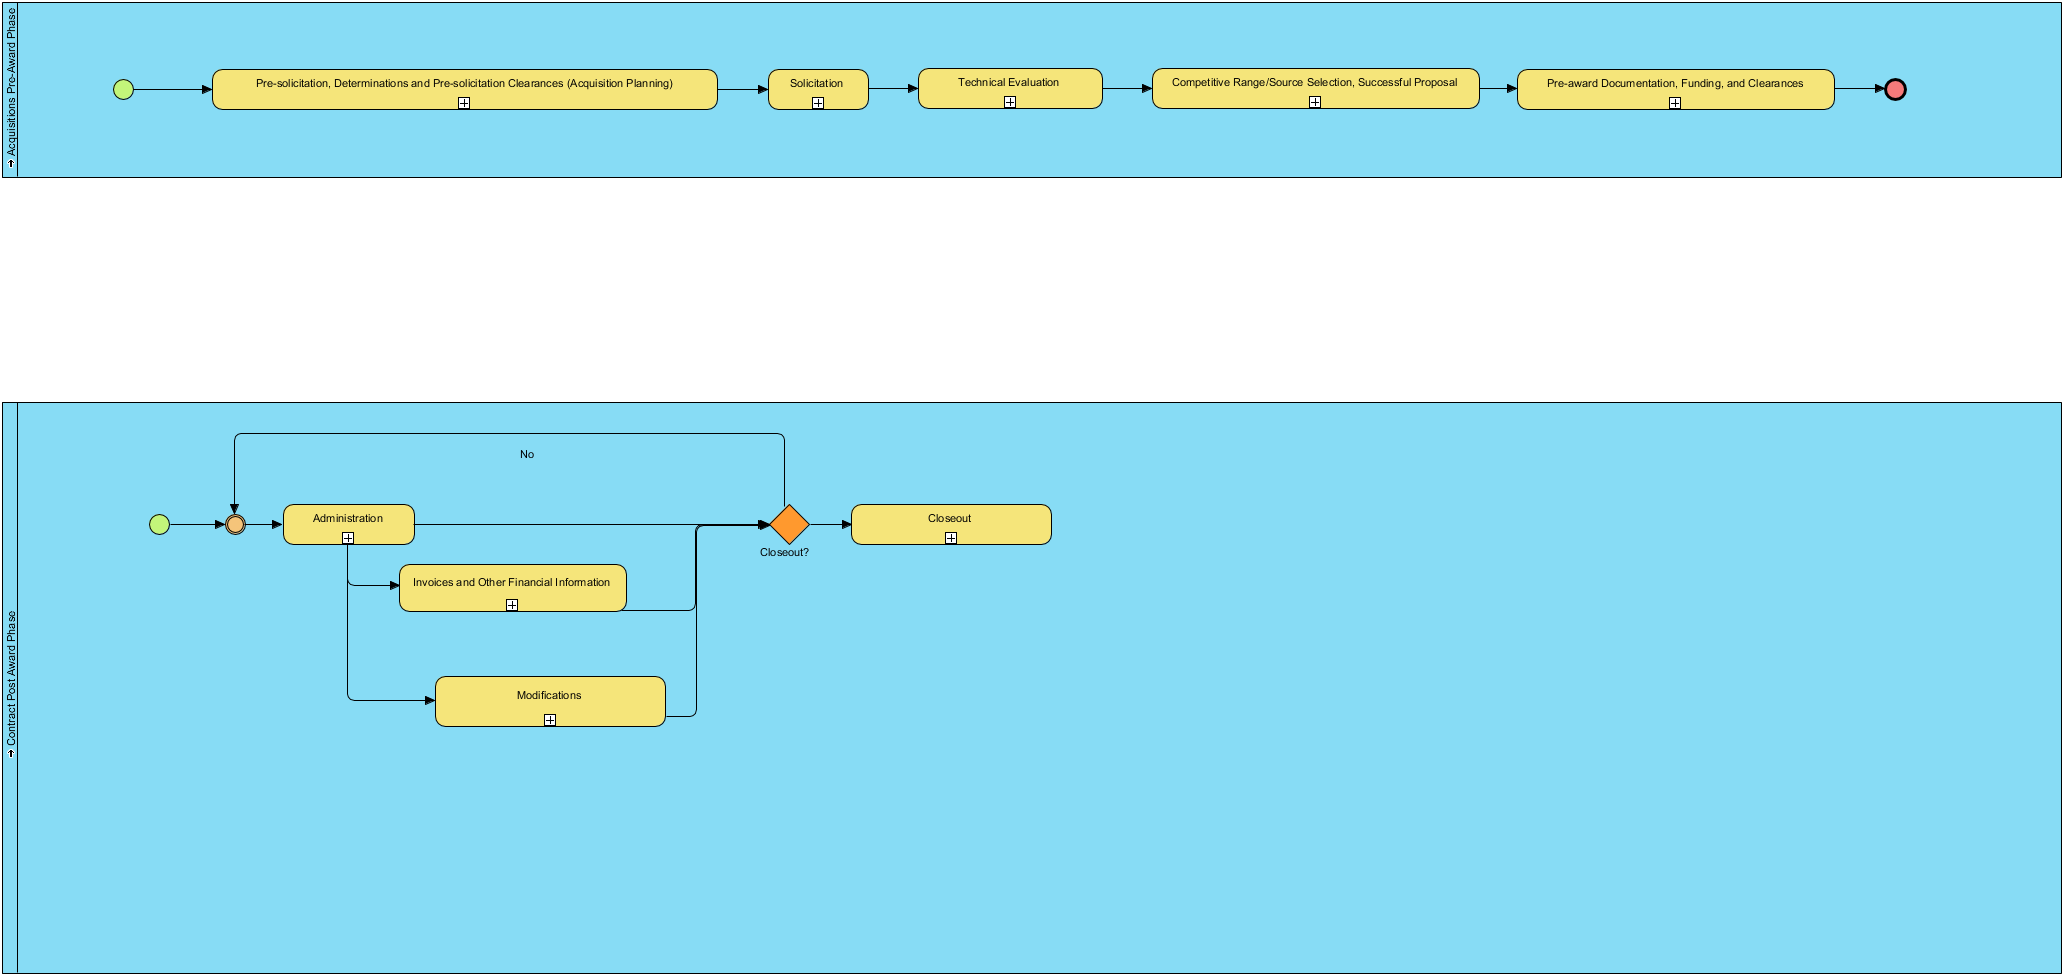 Acquisitions Pre-Award Phase
Pre-solicitation, Determinations and Pre-solicitation Clearances (Acquisition Planning)
Solicitation
Technical Evaluation
Competitive Range/Source Selection, Successful Proposal
Pre-award Documentation, Funding, and Clearances
Contract Post Award Phase
No
Administration
Closeout?
Closeout
Invoices and Other Financial Information
Modifications